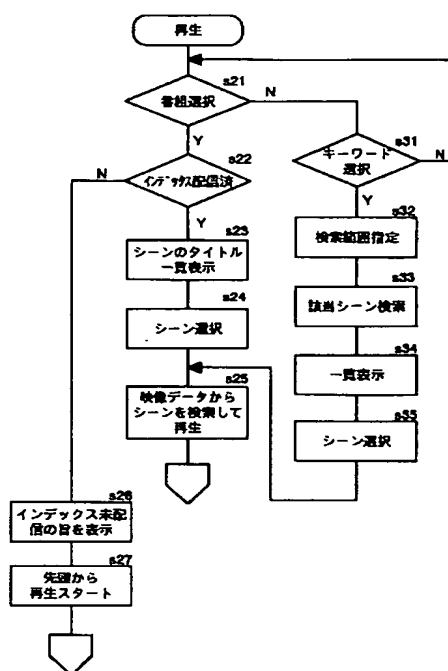 再生
s21
番組選択
N
Y
s22
インデックス配信済
N
Y
s23
シーンのタイトル
一覧表示
s24
シーン選択
s25
映像データから
シーンを検索して
再生
s26
インデックス未配
信の旨を表示
s27
先頭から
再生スタート
s31
キーワード
選択
N
Y
s32
検索範囲指定
s33
該当シーン検索
s34
一覧表示
s35
シーン選択